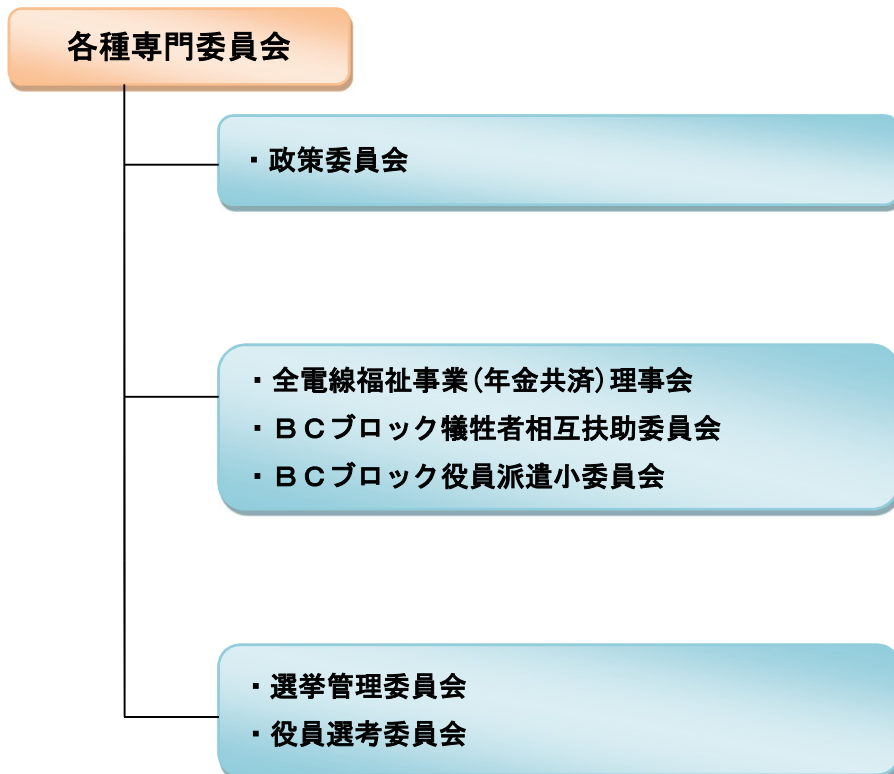 各種専門委員会
・政策委員会
・全電線福祉事業(年金共済)理事会
・ＢＣブロック犠牲者相互扶助委員会
・ＢＣブロック役員派遣小委員会
・選挙管理委員会
・役員選考委員会